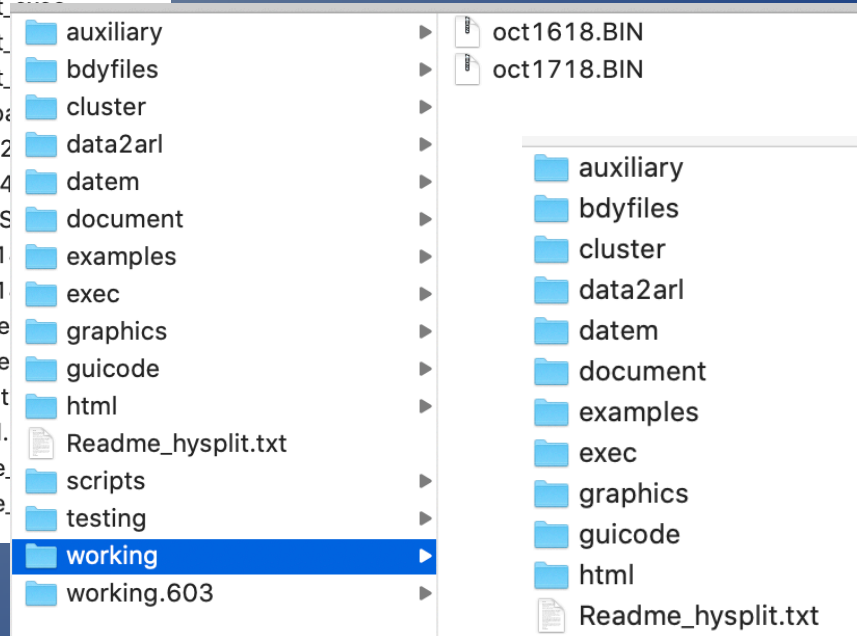 auxiliary
bdyfiles
cluster
data2arl
datem
document
examples
exec
graphics
guicode
html
Readme_hysplit.txt
scripts
testing
working
working.603
oct1618.BIN
oct1718.BIN
auxiliary
bdyfiles
cluster
data2arl
datem
document
examples
exec
graphics
guicode
html
Readme_hysplit.txt